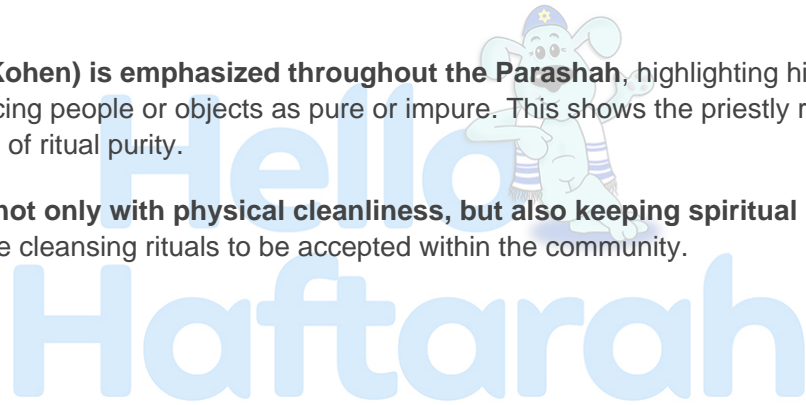 Kohen) is emphasized throughout the Parashah, highlighting hi
cing people or objects as pure or impure. This shows the priestly r
of ritual purity.
not only with physical cleanliness, but also keeping spiritual
e cleansing rituals to be accepted within the community.
Hello
Haftarah